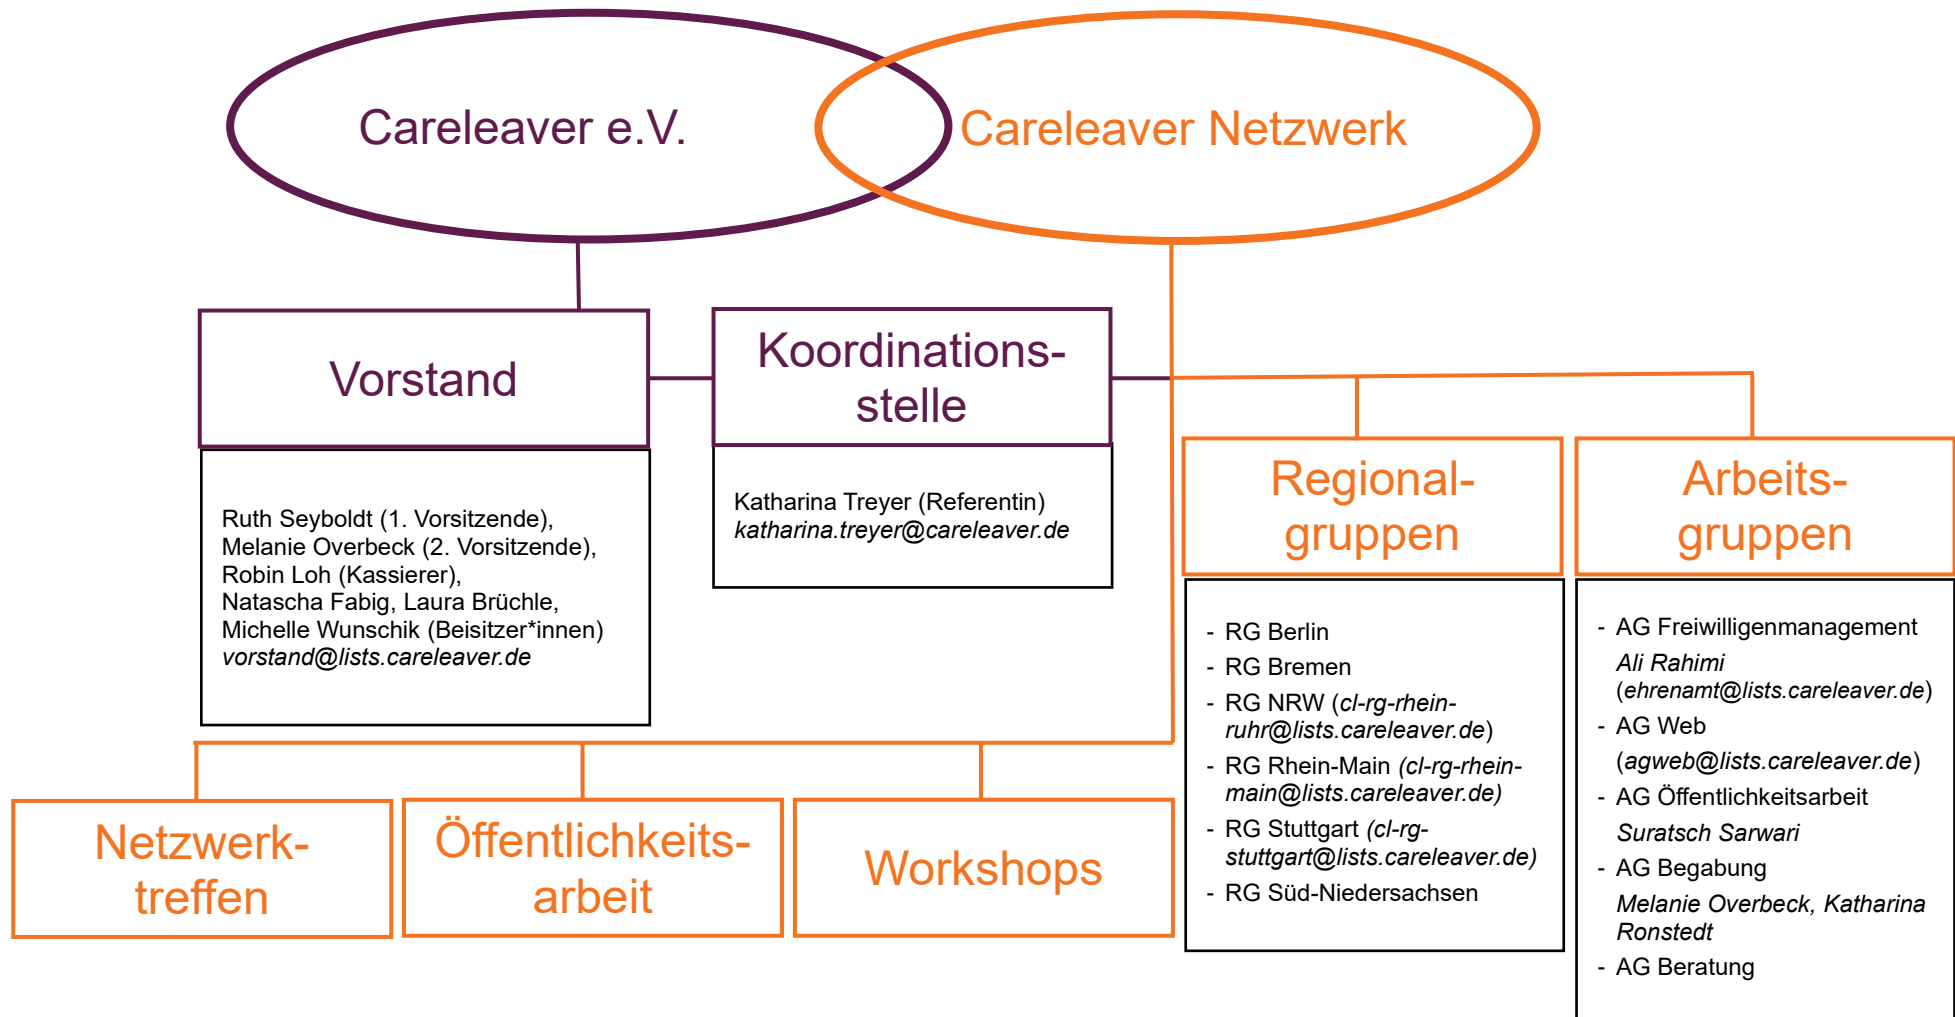 Careleaver e.V.
Careleaver Netzwerk
Vorstand
Koordinations-
stelle
Ruth Seyboldt (1. Vorsitzende),
Melanie Overbeck (2. Vorsitzende),
Robin Loh (Kassierer),
Natascha Fabig, Laura Brüchle,
Michelle Wunschik (Beisitzer*innen)
vorstand@lists.careleaver.de
Katharina Treyer (Referentin)
katharina.treyer@careleaver.de
Regional-
gruppen
- RG Berlin
- RG Bremen
- RG NRW (cl-rg-rhein-
ruhr@lists.careleaver.de)
- RG Rhein-Main (cl-rg-rhein-
main@lists.careleaver.de)
- RG Stuttgart (cl-rg-
stuttgart@lists.careleaver.de)
- RG Süd-Niedersachsen
Arbeits-
gruppen
- AG Freiwilligenmanagement
Ali Rahimi
(ehrenamt@lists.careleaver.de)
- AG Web
(agweb@lists.careleaver.de)
- AG Öffentlichkeitsarbeit
Suratsch Sarwari
- AG Begabung
Melanie Overbeck, Katharina
Ronstedt
- AG Beratung
Netzwerk-
treffen
Öffentlichkeits-
arbeit
Workshops